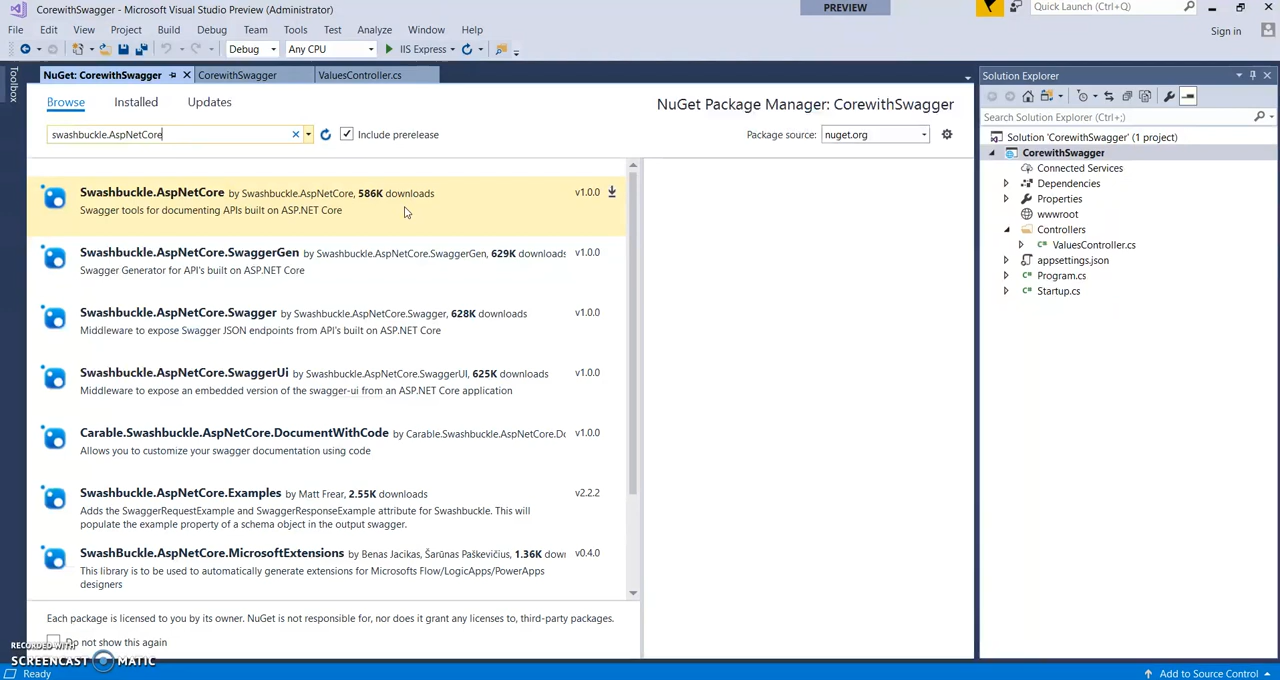 CorewithSwagger - Microsoft Visual Studio Preview (Administrator)
PREVIEW
Quick Launch (Ctrl+Q)
File Edit View Project Build Debug Team Tools Test Analyze Window Help
Sign in
Debug Any CPU IIS Express
Toolbox
NuGet: CorewithSwagger CorewithSwagger ValuesController.cs
Browse Installed Updates
NuGet Package Manager: CorewithSwagger
swashbuckle.AspNetCore
Include prerelease
Package source: nuget.org
Swashbuckle.AspNetCore by Swashbuckle.AspNetCore, 586K downloads v1.0.0
Swagger tools for documenting APIs built on ASP.NET Core
Swashbuckle.AspNetCore.SwaggerGen by Swashbuckle.AspNetCore.SwaggerGen, 629K downloads v1.0.0
Swagger Generator for API's built on ASP.NET Core
Swashbuckle.AspNetCore.Swagger by Swashbuckle.AspNetCore.Swagger, 628K downloads v1.0.0
Middleware to expose Swagger JSON endpoints from API's built on ASP.NET Core
Swashbuckle.AspNetCore.SwaggerUi by Swashbuckle.AspNetCore.SwaggerUI, 625K downloads v1.0.0
Middleware to expose an embedded version of the swagger-ui from an ASP.NET Core application
Carable.Swashbuckle.AspNetCore.DocumentWithCode by Carable.Swashbuckle.AspNetCore.Dc v1.0.0
Allows you to customize your swagger documentation using code
Swashbuckle.AspNetCore.Examples by Matt Frear, 2.55K downloads v2.2.2
Adds the SwaggerRequestExample and SwaggerResponseExample attribute for Swashbuckle. This will
populate the example property of a schema object in the output swagger.
SwashBuckle.AspNetCore.MicrosoftExtensions by Benas Jacikas, Šarūnas Paškevičius, 1.36K dow v0.4.0
This library is to be used to automatically generate extensions for Microsofts Flow/LogicApps/PowerApps
designers
Each package is licensed to you by its owner. NuGet is not responsible for, nor does it grant any licenses to, third-party packages.
Do not show this again
RECORDED WITH
SCREENCAST MATIC
Ready
Add to Source Control
Solution Explorer
Search Solution Explorer (Ctrl+;)
Solution 'CorewithSwagger' (1 project)
CorewithSwagger
Connected Services
Dependencies
Properties
wwwroot
Controllers
C# ValuesController.cs
appsettings.json
C# Program.cs
C# Startup.cs